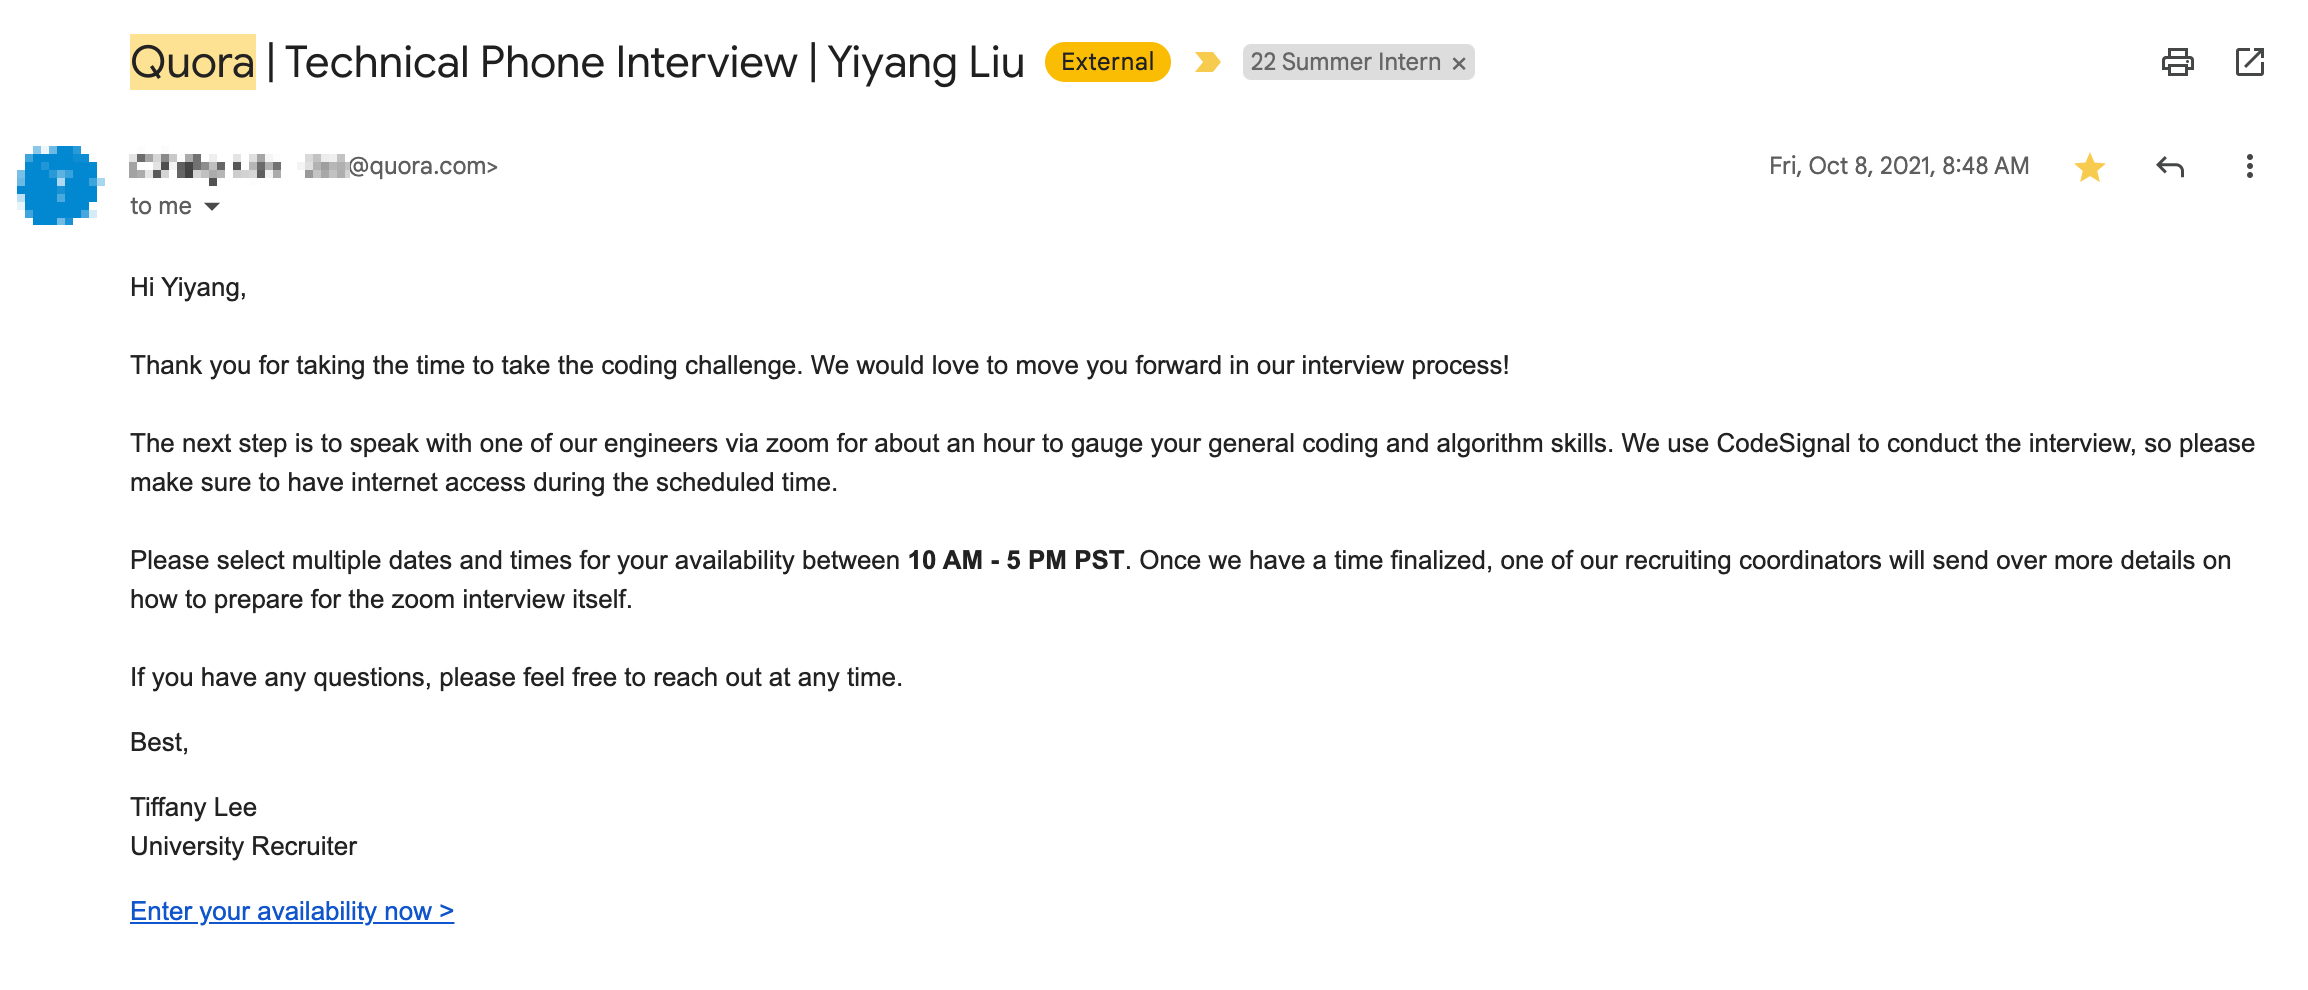 Quora | Technical Phone Interview | Yiyang Liu External 22 Summer Intern ×
@quora.com> Fri, Oct 8, 2021, 8:48 AM
to me
Hi Yiyang,
Thank you for taking the time to take the coding challenge. We would love to move you forward in our interview process!
The next step is to speak with one of our engineers via zoom for about an hour to gauge your general coding and algorithm skills. We use CodeSignal to conduct the interview, so please
make sure to have internet access during the scheduled time.
Please select multiple dates and times for your availability between 10 AM - 5 PM PST. Once we have a time finalized, one of our recruiting coordinators will send over more details on
how to prepare for the zoom interview itself.
If you have any questions, please feel free to reach out at any time.
Best,
Tiffany Lee
University Recruiter
Enter your availability now >